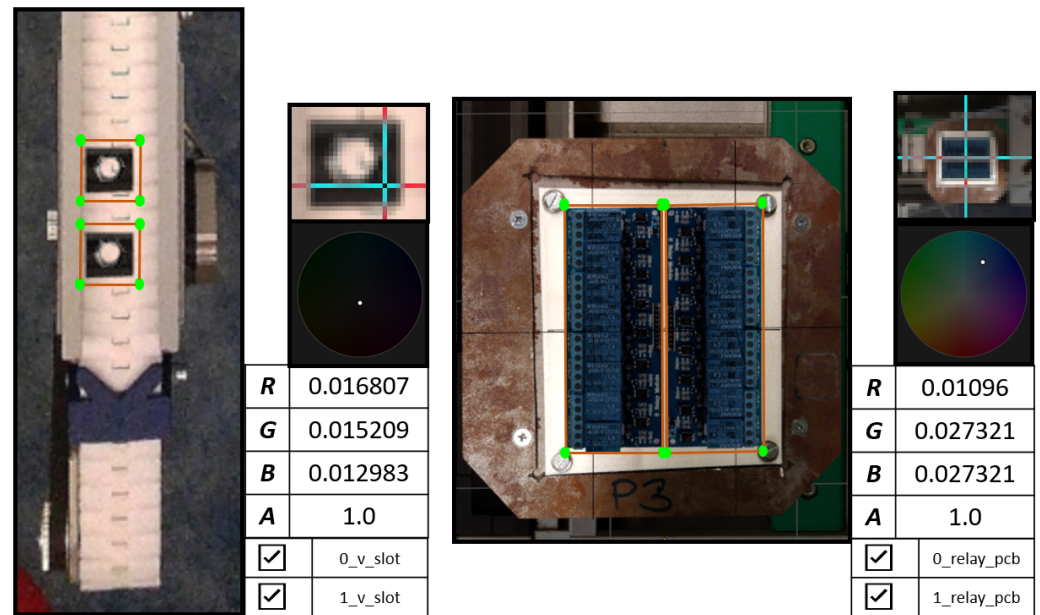 R 0.016807
G 0.015209
B 0.012983
A 1.0
0_v_slot
1_v_slot
P3
R 0.01096
G 0.027321
B 0.027321
A 1.0
0_relay_pcb
1_relay_pcb